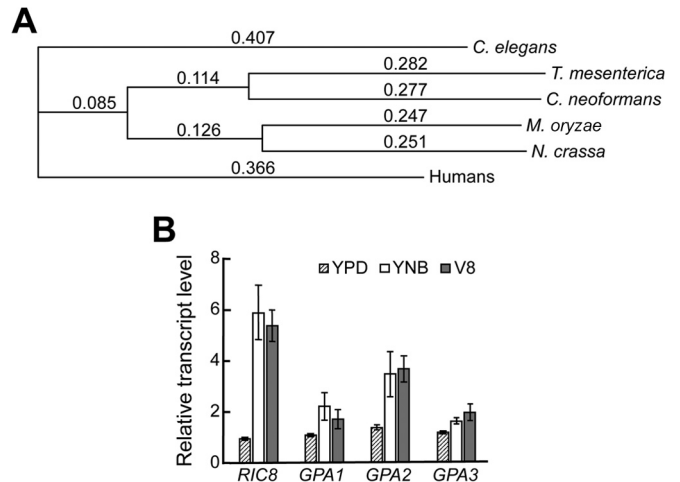 A
0.407 C. elegans
0.282 T. mesenterica
0.114
0.277 C. neoformans
0.085
0.247 M. oryzae
0.126
0.251 N. crassa
0.366 Humans
B
8
YPD YNB V8
6
4
2
0
Relative transcript level
RIC8 GPA1 GPA2 GPA3